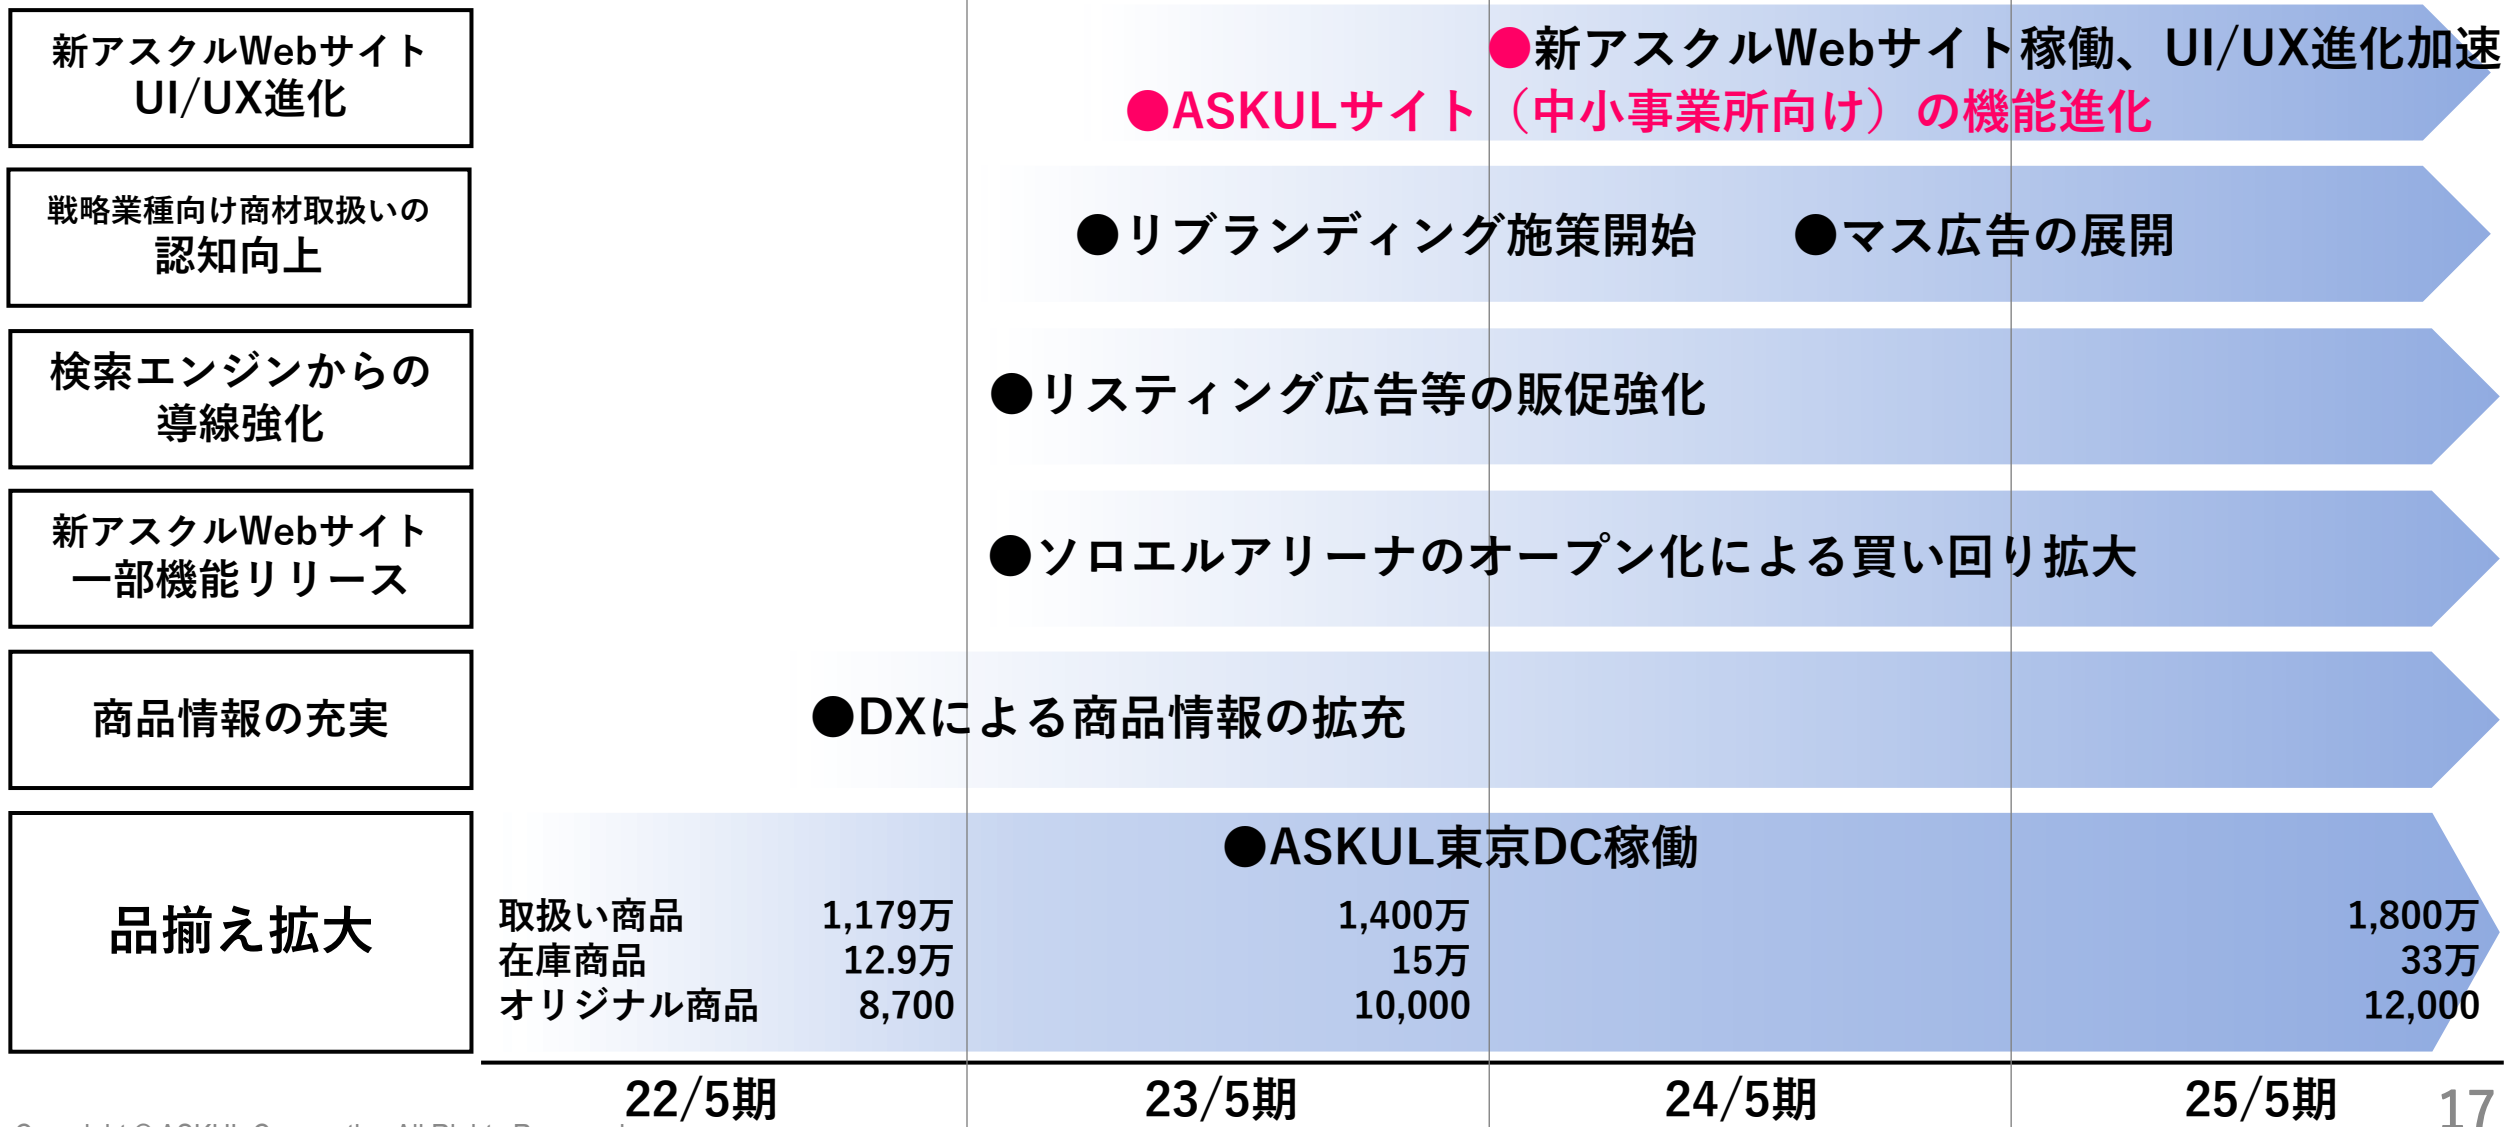 新アスクルWebサイト
UI/UX進化
●新アスクルWebサイト稼働、UI/UX進化加速
●ASKULサイト（中小事業所向け）の機能進化
戦略業種向け商材取扱いの
認知向上
●リブランディング施策開始 ●マス広告の展開
検索エンジンからの
導線強化
●リスティング広告等の販促強化
新アスクルWebサイト
一部機能リリース
●ソロエルアリーナのオープン化による買い回り拡大
商品情報の充実
●DXによる商品情報の拡充
品揃え拡大
●ASKUL東京DC稼働
取扱い商品 1,179万 1,400万 1,800万
在庫商品 12.9万 15万 33万
オリジナル商品 8,700 10,000 12,000
22/5期 23/5期 24/5期 25/5期
17